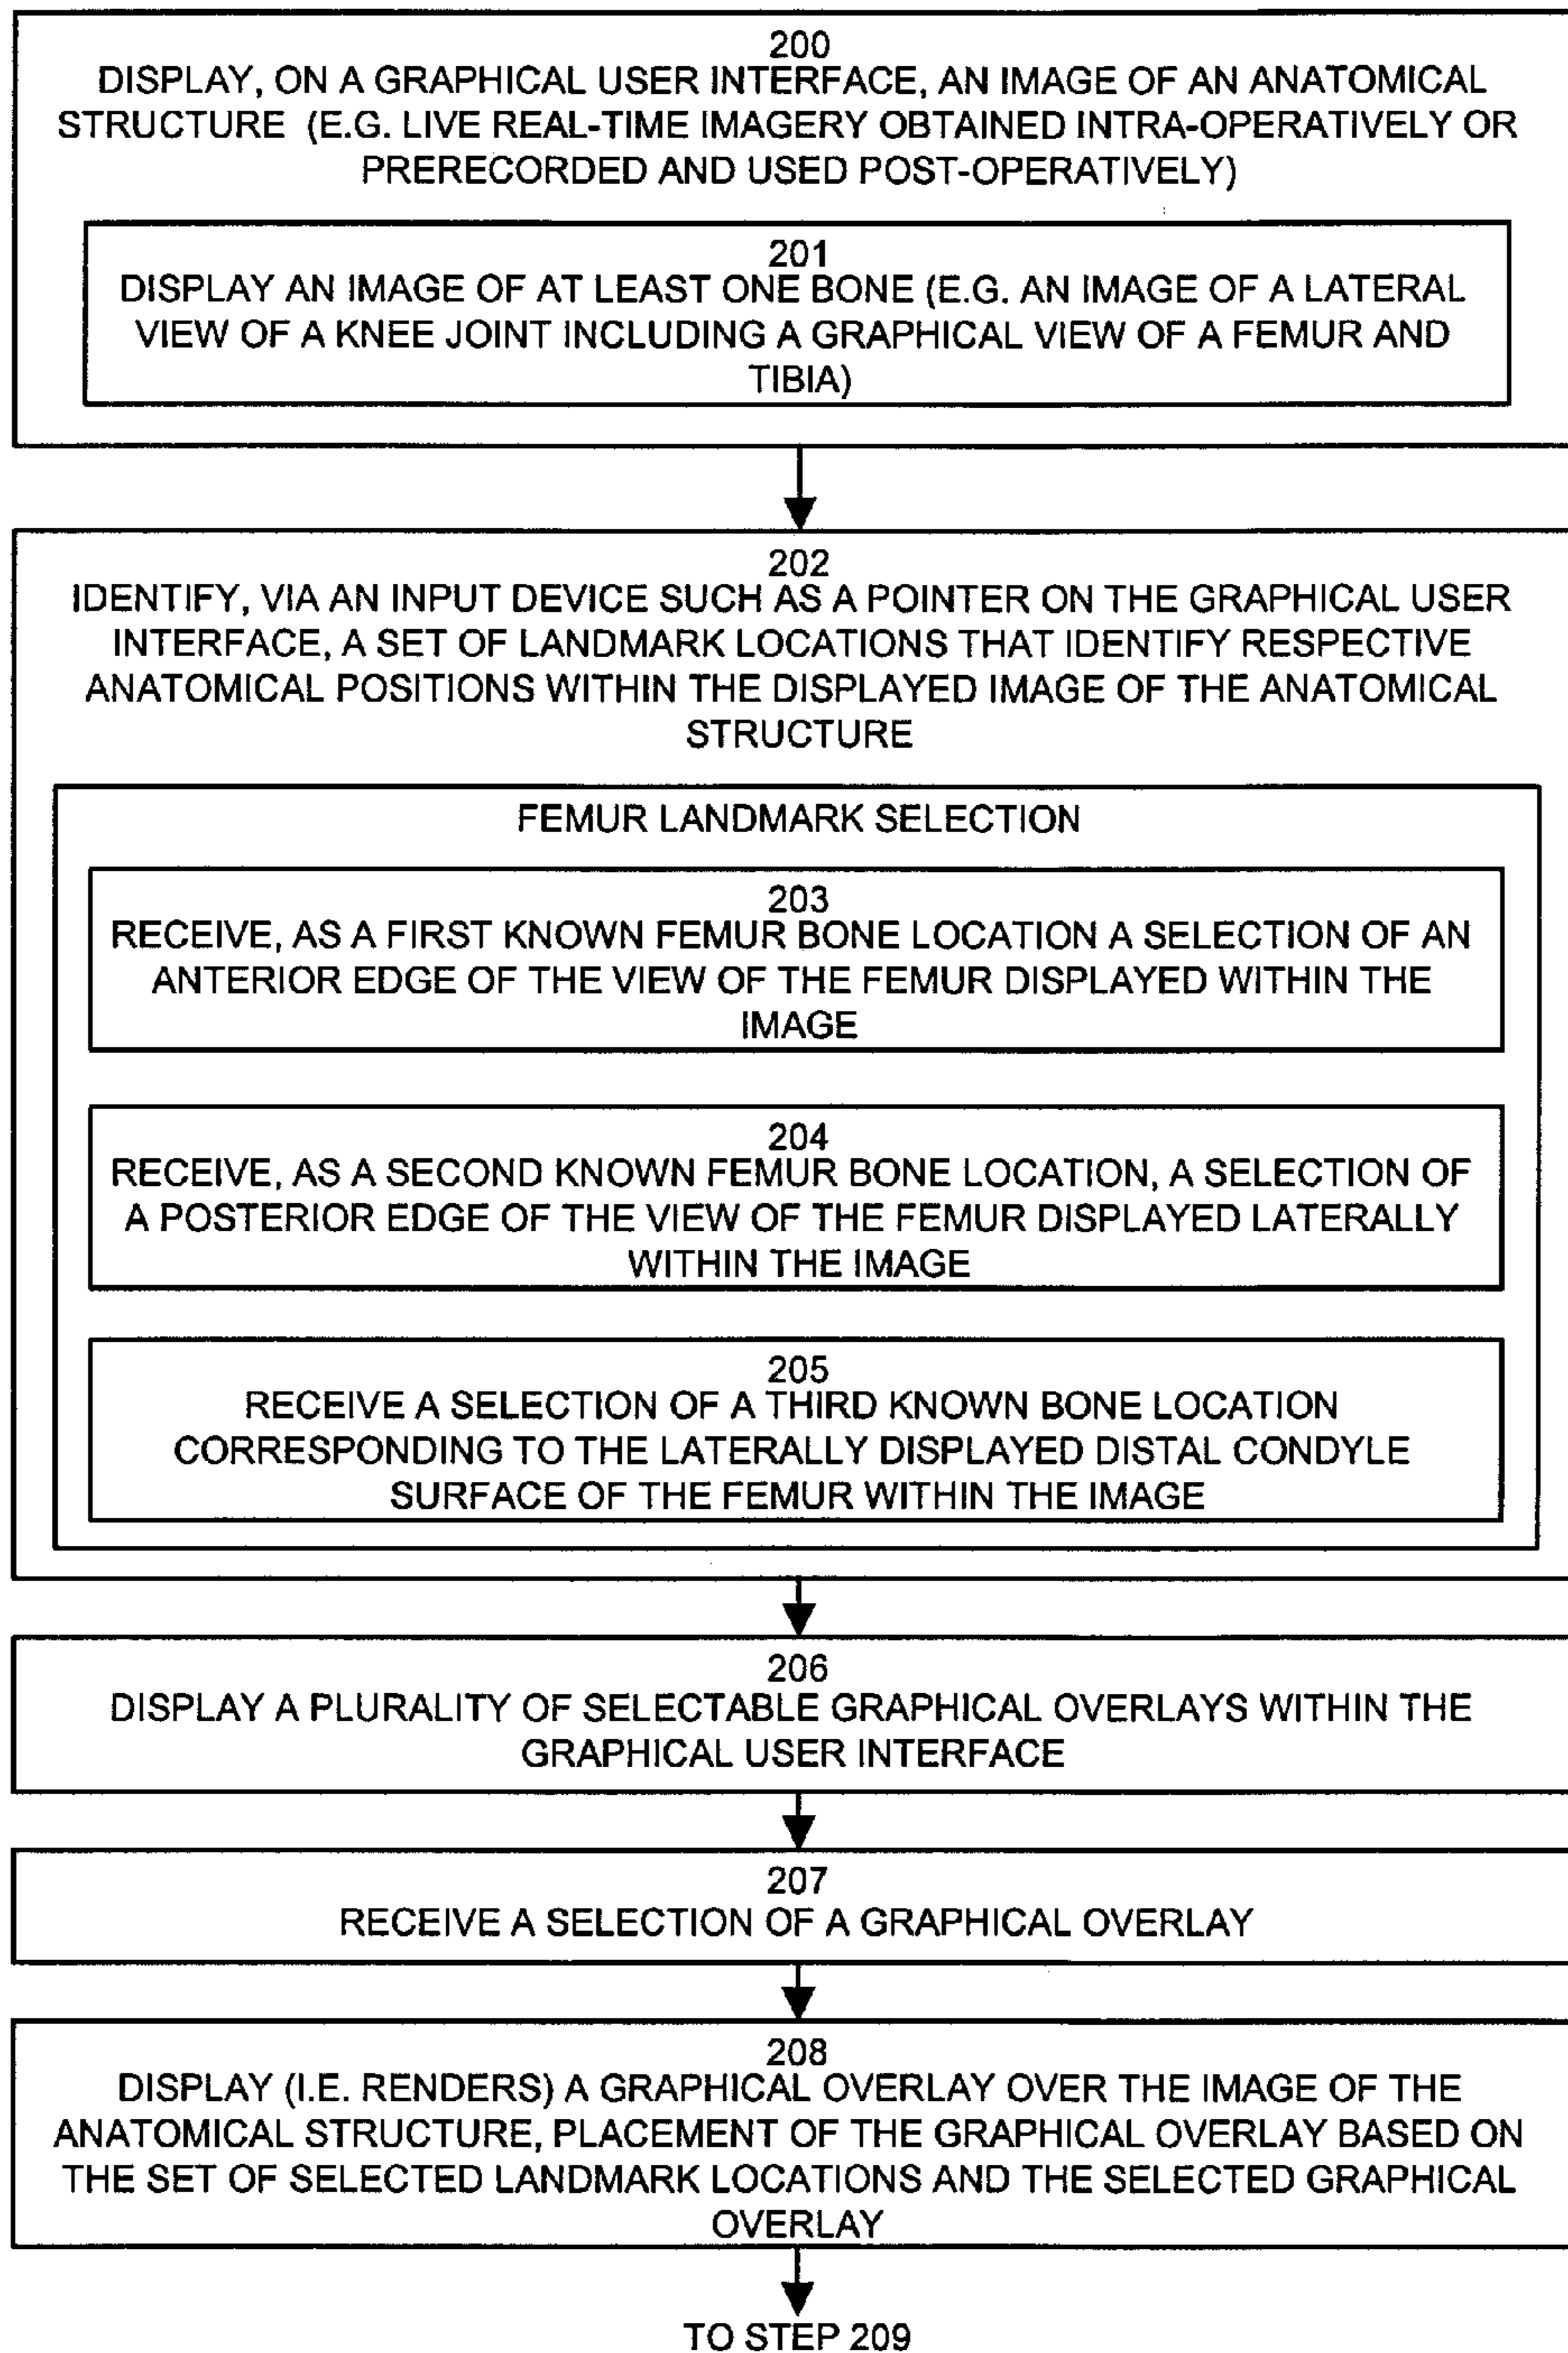 200
DISPLAY, ON A GRAPHICAL USER INTERFACE, AN IMAGE OF AN ANATOMICAL
STRUCTURE (E.G. LIVE REAL-TIME IMAGERY OBTAINED INTRA-OPERATIVELY OR
PRERECORDED AND USED POST-OPERATIVELY)
201
DISPLAY AN IMAGE OF AT LEAST ONE BONE (E.G. AN IMAGE OF A LATERAL
VIEW OF A KNEE JOINT INCLUDING A GRAPHICAL VIEW OF A FEMUR AND
TIBIA)
202
IDENTIFY, VIA AN INPUT DEVICE SUCH AS A POINTER ON THE GRAPHICAL USER
INTERFACE, A SET OF LANDMARK LOCATIONS THAT IDENTIFY RESPECTIVE
ANATOMICAL POSITIONS WITHIN THE DISPLAYED IMAGE OF THE ANATOMICAL
STRUCTURE
FEMUR LANDMARK SELECTION
203
RECEIVE, AS A FIRST KNOWN FEMUR BONE LOCATION A SELECTION OF AN
ANTERIOR EDGE OF THE VIEW OF THE FEMUR DISPLAYED WITHIN THE
IMAGE
204
RECEIVE, AS A SECOND KNOWN FEMUR BONE LOCATION, A SELECTION OF
A POSTERIOR EDGE OF THE VIEW OF THE FEMUR DISPLAYED LATERALLY
WITHIN THE IMAGE
205
RECEIVE A SELECTION OF A THIRD KNOWN BONE LOCATION
CORRESPONDING TO THE LATERALLY DISPLAYED DISTAL CONDYLE
SURFACE OF THE FEMUR WITHIN THE IMAGE
206
DISPLAY A PLURALITY OF SELECTABLE GRAPHICAL OVERLAYS WITHIN THE
GRAPHICAL USER INTERFACE
207
RECEIVE A SELECTION OF A GRAPHICAL OVERLAY
208
DISPLAY (I.E. RENDERS) A GRAPHICAL OVERLAY OVER THE IMAGE OF THE
ANATOMICAL STRUCTURE, PLACEMENT OF THE GRAPHICAL OVERLAY BASED ON
THE SET OF SELECTED LANDMARK LOCATIONS AND THE SELECTED GRAPHICAL
OVERLAY
TO STEP 209